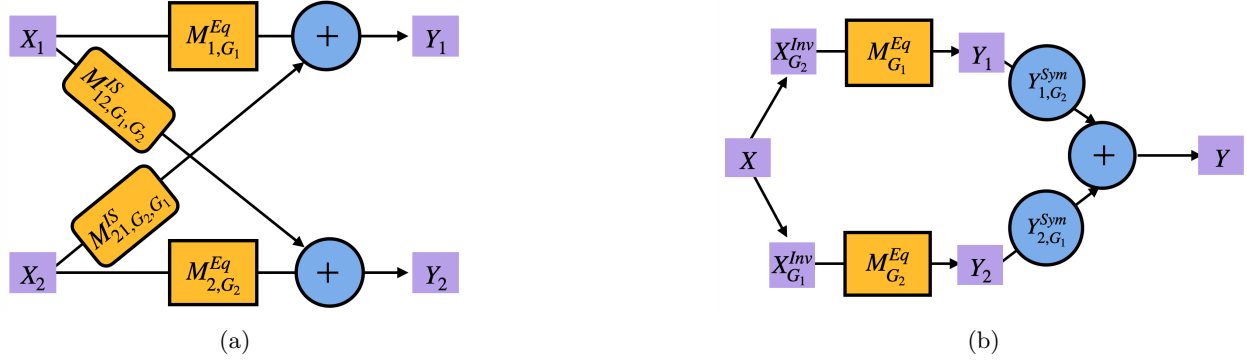 X_1
M^{Eq}_{1,G_1}
+
Y_1
M^{IS}_{12,G_1,G_2}
M^{IS}_{21,G_2,G_1}
X_2
M^{Eq}_{2,G_2}
+
Y_2
(a)
X^{Inv}_{G_2}
M^{Eq}_{G_1}
Y_1
Y^{Sym}_{1,G_2}
X
+
Y
X^{Inv}_{G_1}
M^{Eq}_{G_2}
Y_2
Y^{Sym}_{2,G_1}
(b)